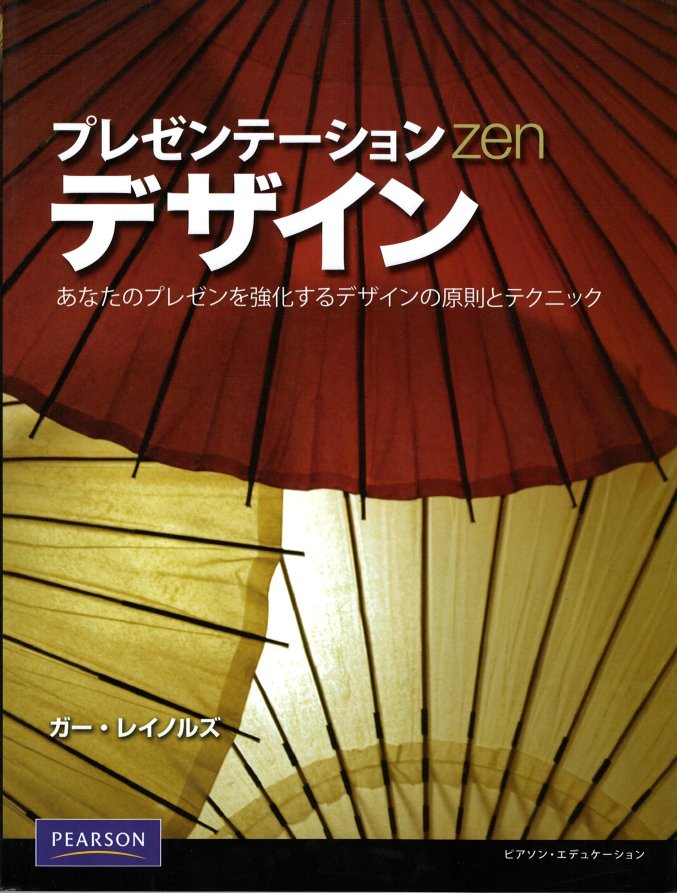 プレゼンテーションzen
デザイン
あなたのプレゼンを強化するデザインの原則とテクニック
ガー・レイノルズ
PEARSON
ピアソン・エデュケーション